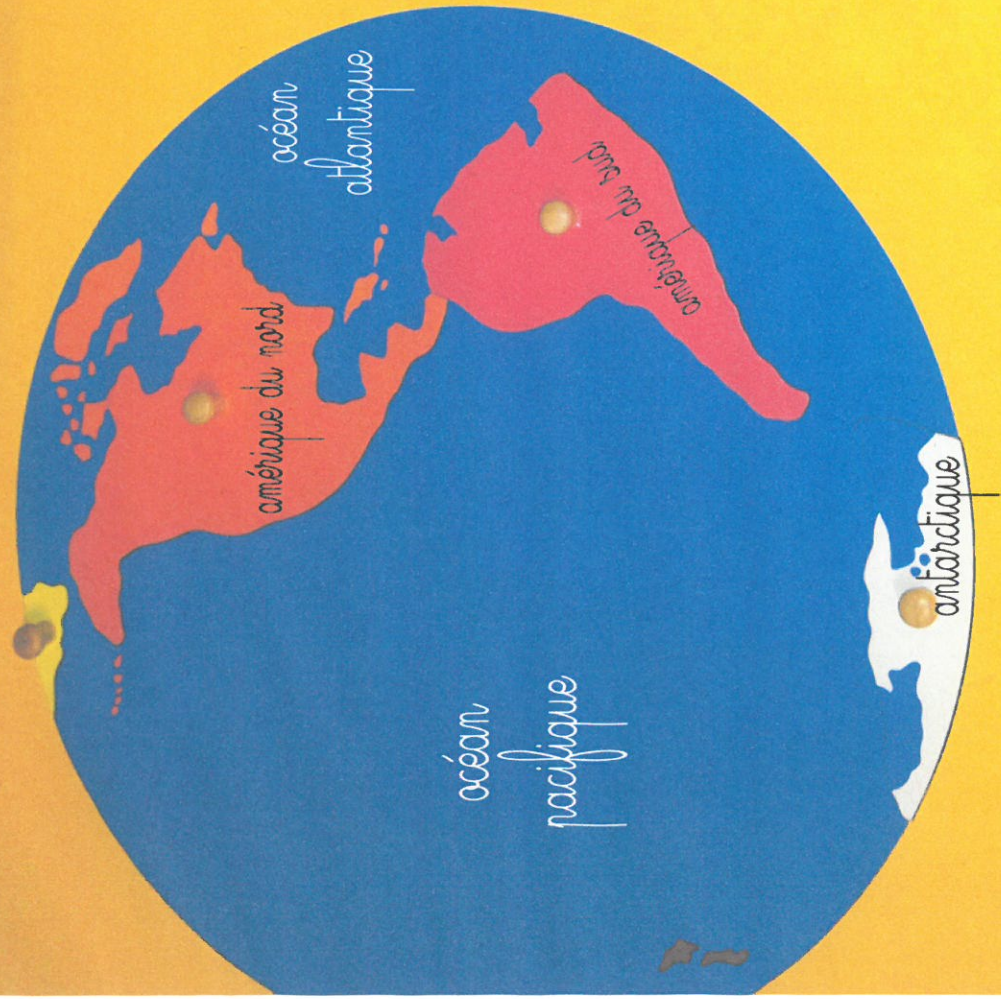 océan
atlantique
amérique du nord
amérique du sud
océan
pacifique
antarctique